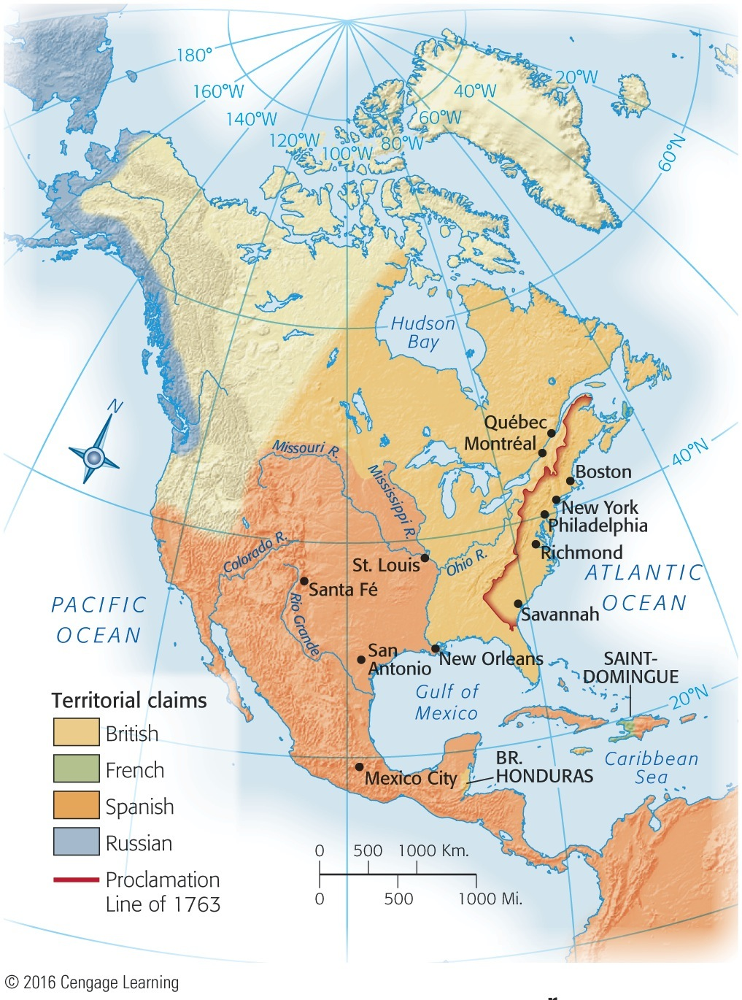 180°
160°W
140°W
120°W
100°W
80°W
60°W
40°W
20°W
60°N
Hudson
Bay
N
Québec
Montréal
40°N
Missouri R.
Mississippi R.
Boston
New York
Philadelphia
Richmond
Colorado R.
St. Louis
Ohio R.
Santa Fé
ATLANTIC
OCEAN
PACIFIC
OCEAN
Rio Grande
Savannah
San
Antonio
New Orleans
SAINT-
DOMINGUE
Gulf of
Mexico
20°N
Caribbean
Sea
BR.
HONDURAS
Mexico City
Territorial claims
British
French
Spanish
Russian
Proclamation
Line of 1763
0 500 1000 Km.
0 500 1000 Mi.
© 2016 Cengage Learning